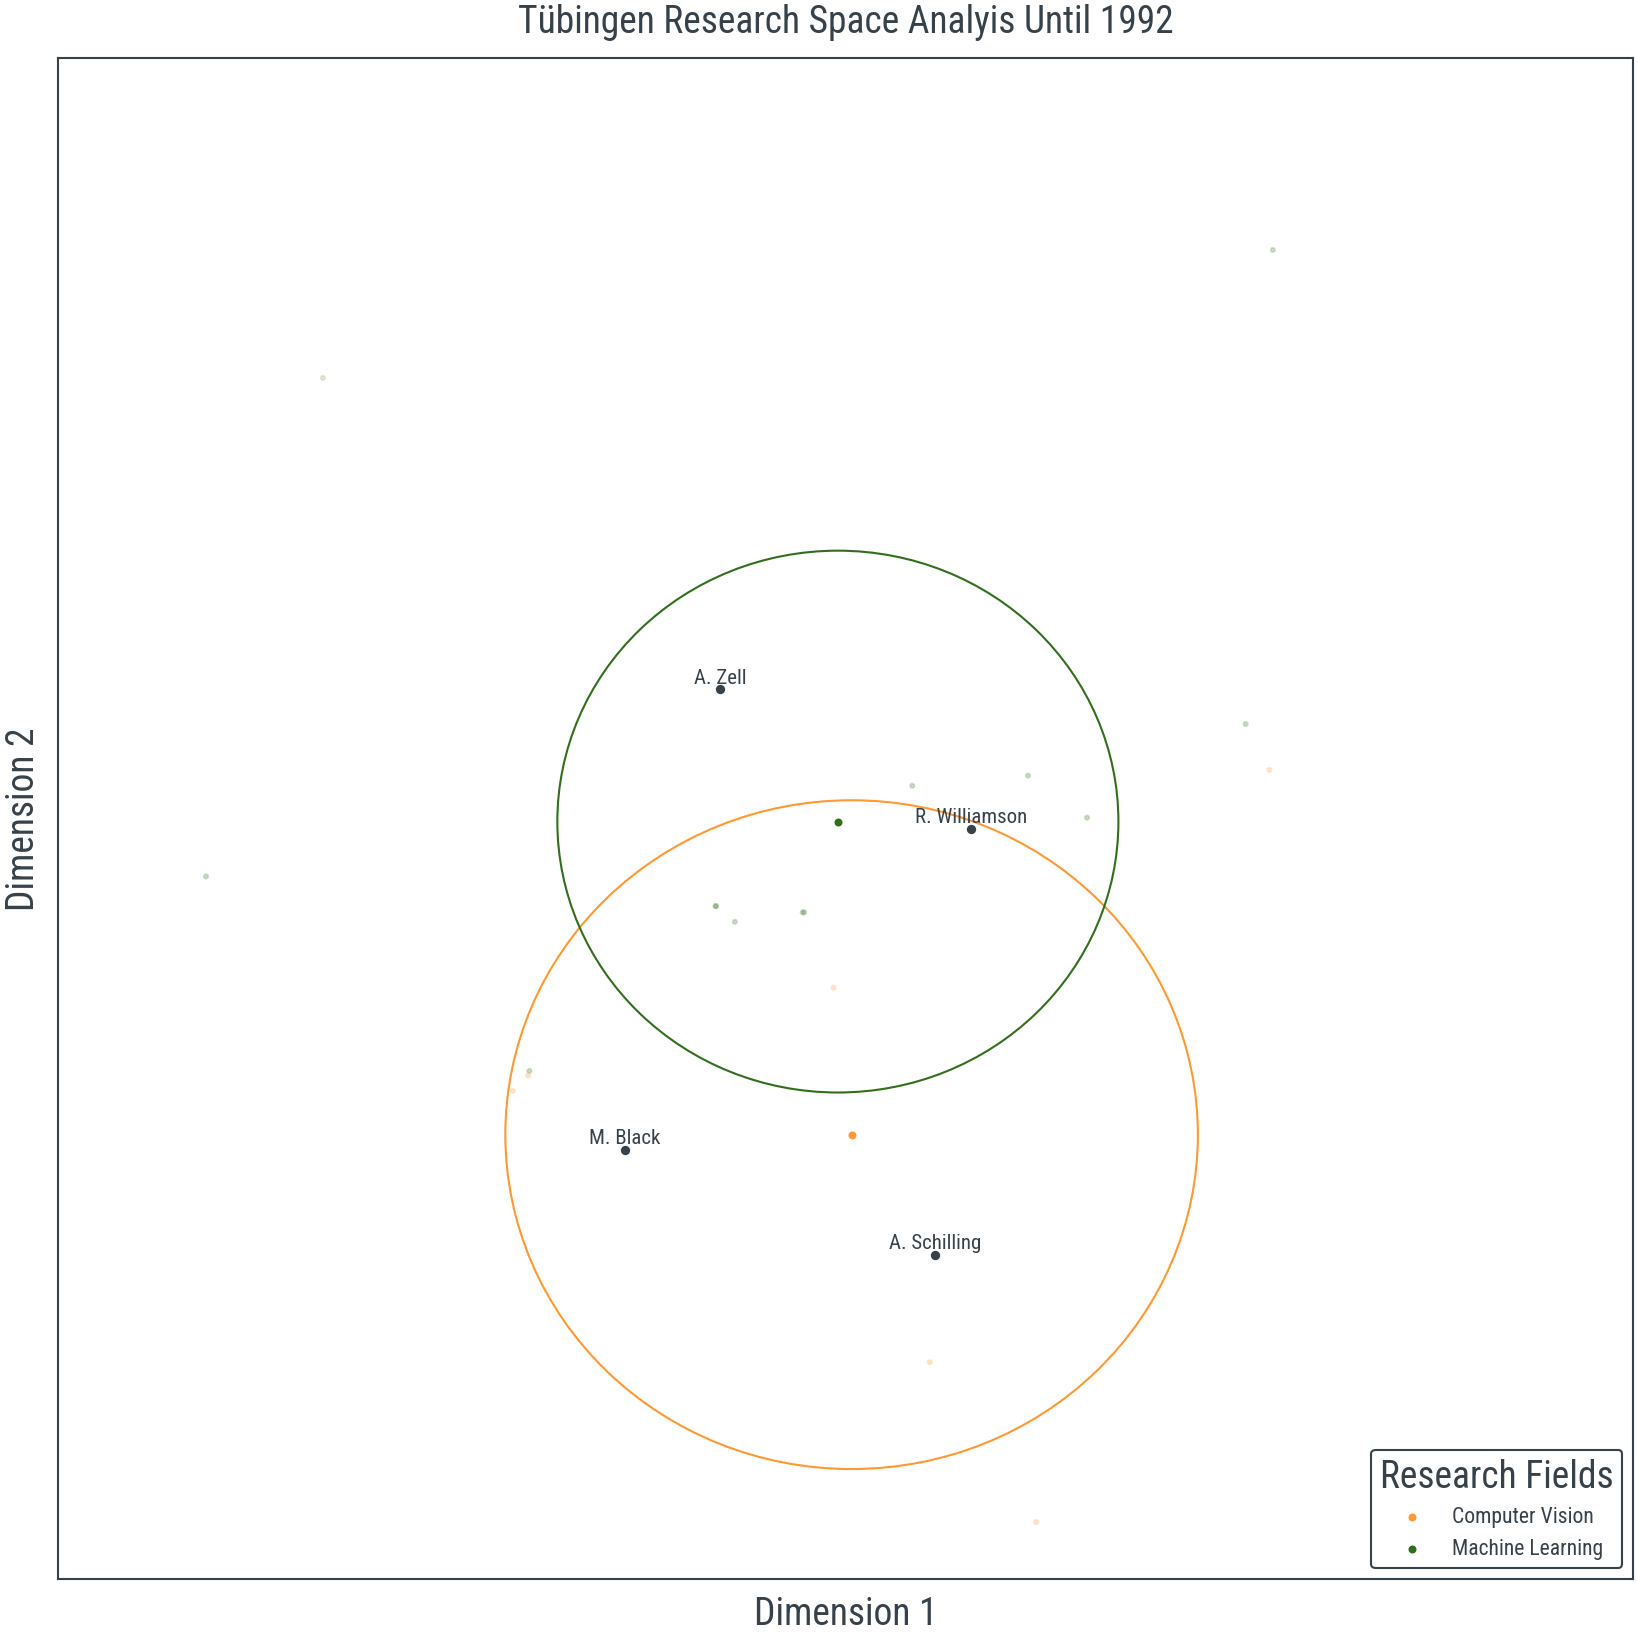 Tübingen Research Space Analyis Until 1992
A. Zell
R. Williamson
Dimension 2
M. Black
A. Schilling
Research Fields
Computer Vision
Machine Learning
Dimension 1